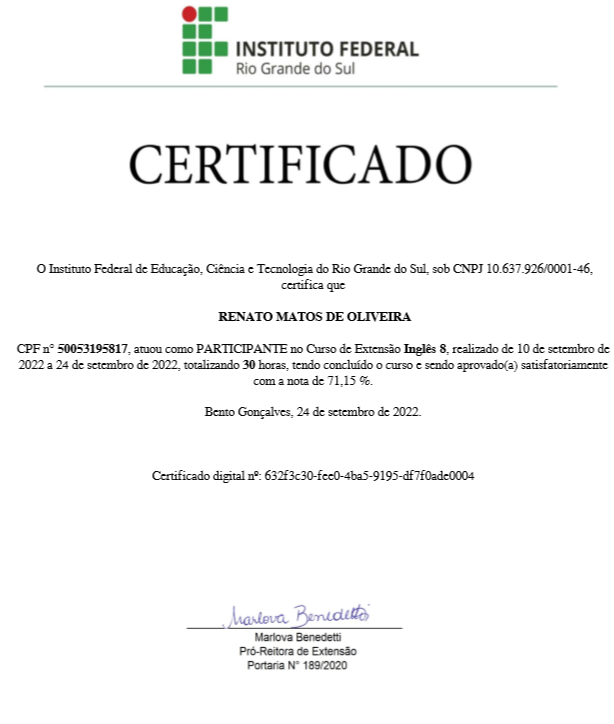 INSTITUTO FEDERAL
Rio Grande do Sul
CERTIFICADO
O Instituto Federal de Educação, Ciência e Tecnologia do Rio Grande do Sul, sob CNPJ 10.637.926/0001-46,
certifica que
RENATO MATOS DE OLIVEIRA
CPF n° 50053195817, atuou como PARTICIPANTE no Curso de Extensão Inglês 8, realizado de 10 de setembro de
2022 a 24 de setembro de 2022, totalizando 30 horas, tendo concluído o curso e sendo aprovado(a) satisfatoriamente
com a nota de 71,15 %.
Bento Gonçalves, 24 de setembro de 2022.
Certificado digital nº: 632f3c30-fee0-4ba5-9195-df7f0ade0004
Marlova Benedetti
Marlova Benedetti
Pró-Reitora de Extensão
Portaria N° 189/2020